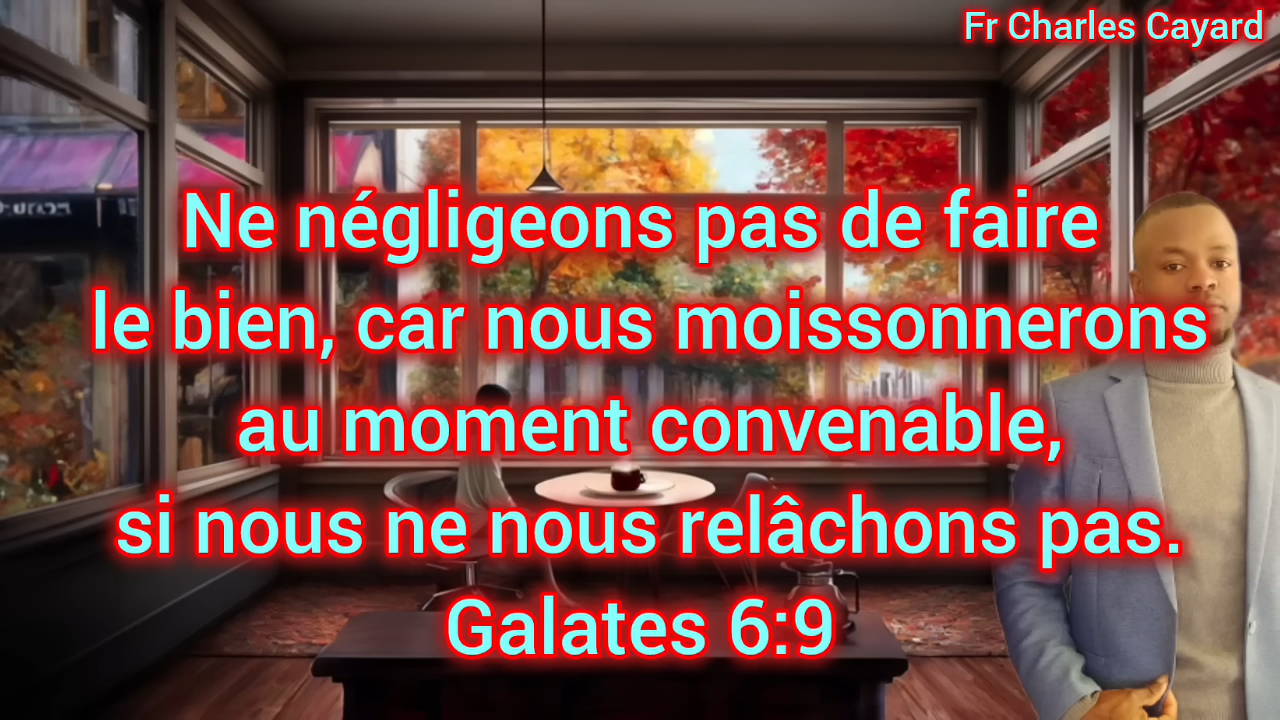 Fr Charles Cayard
Ne négligeons pas de faire
le bien, car nous moissonnerons
au moment convenable,
si nous ne nous relâchons pas.
Galates 6:9